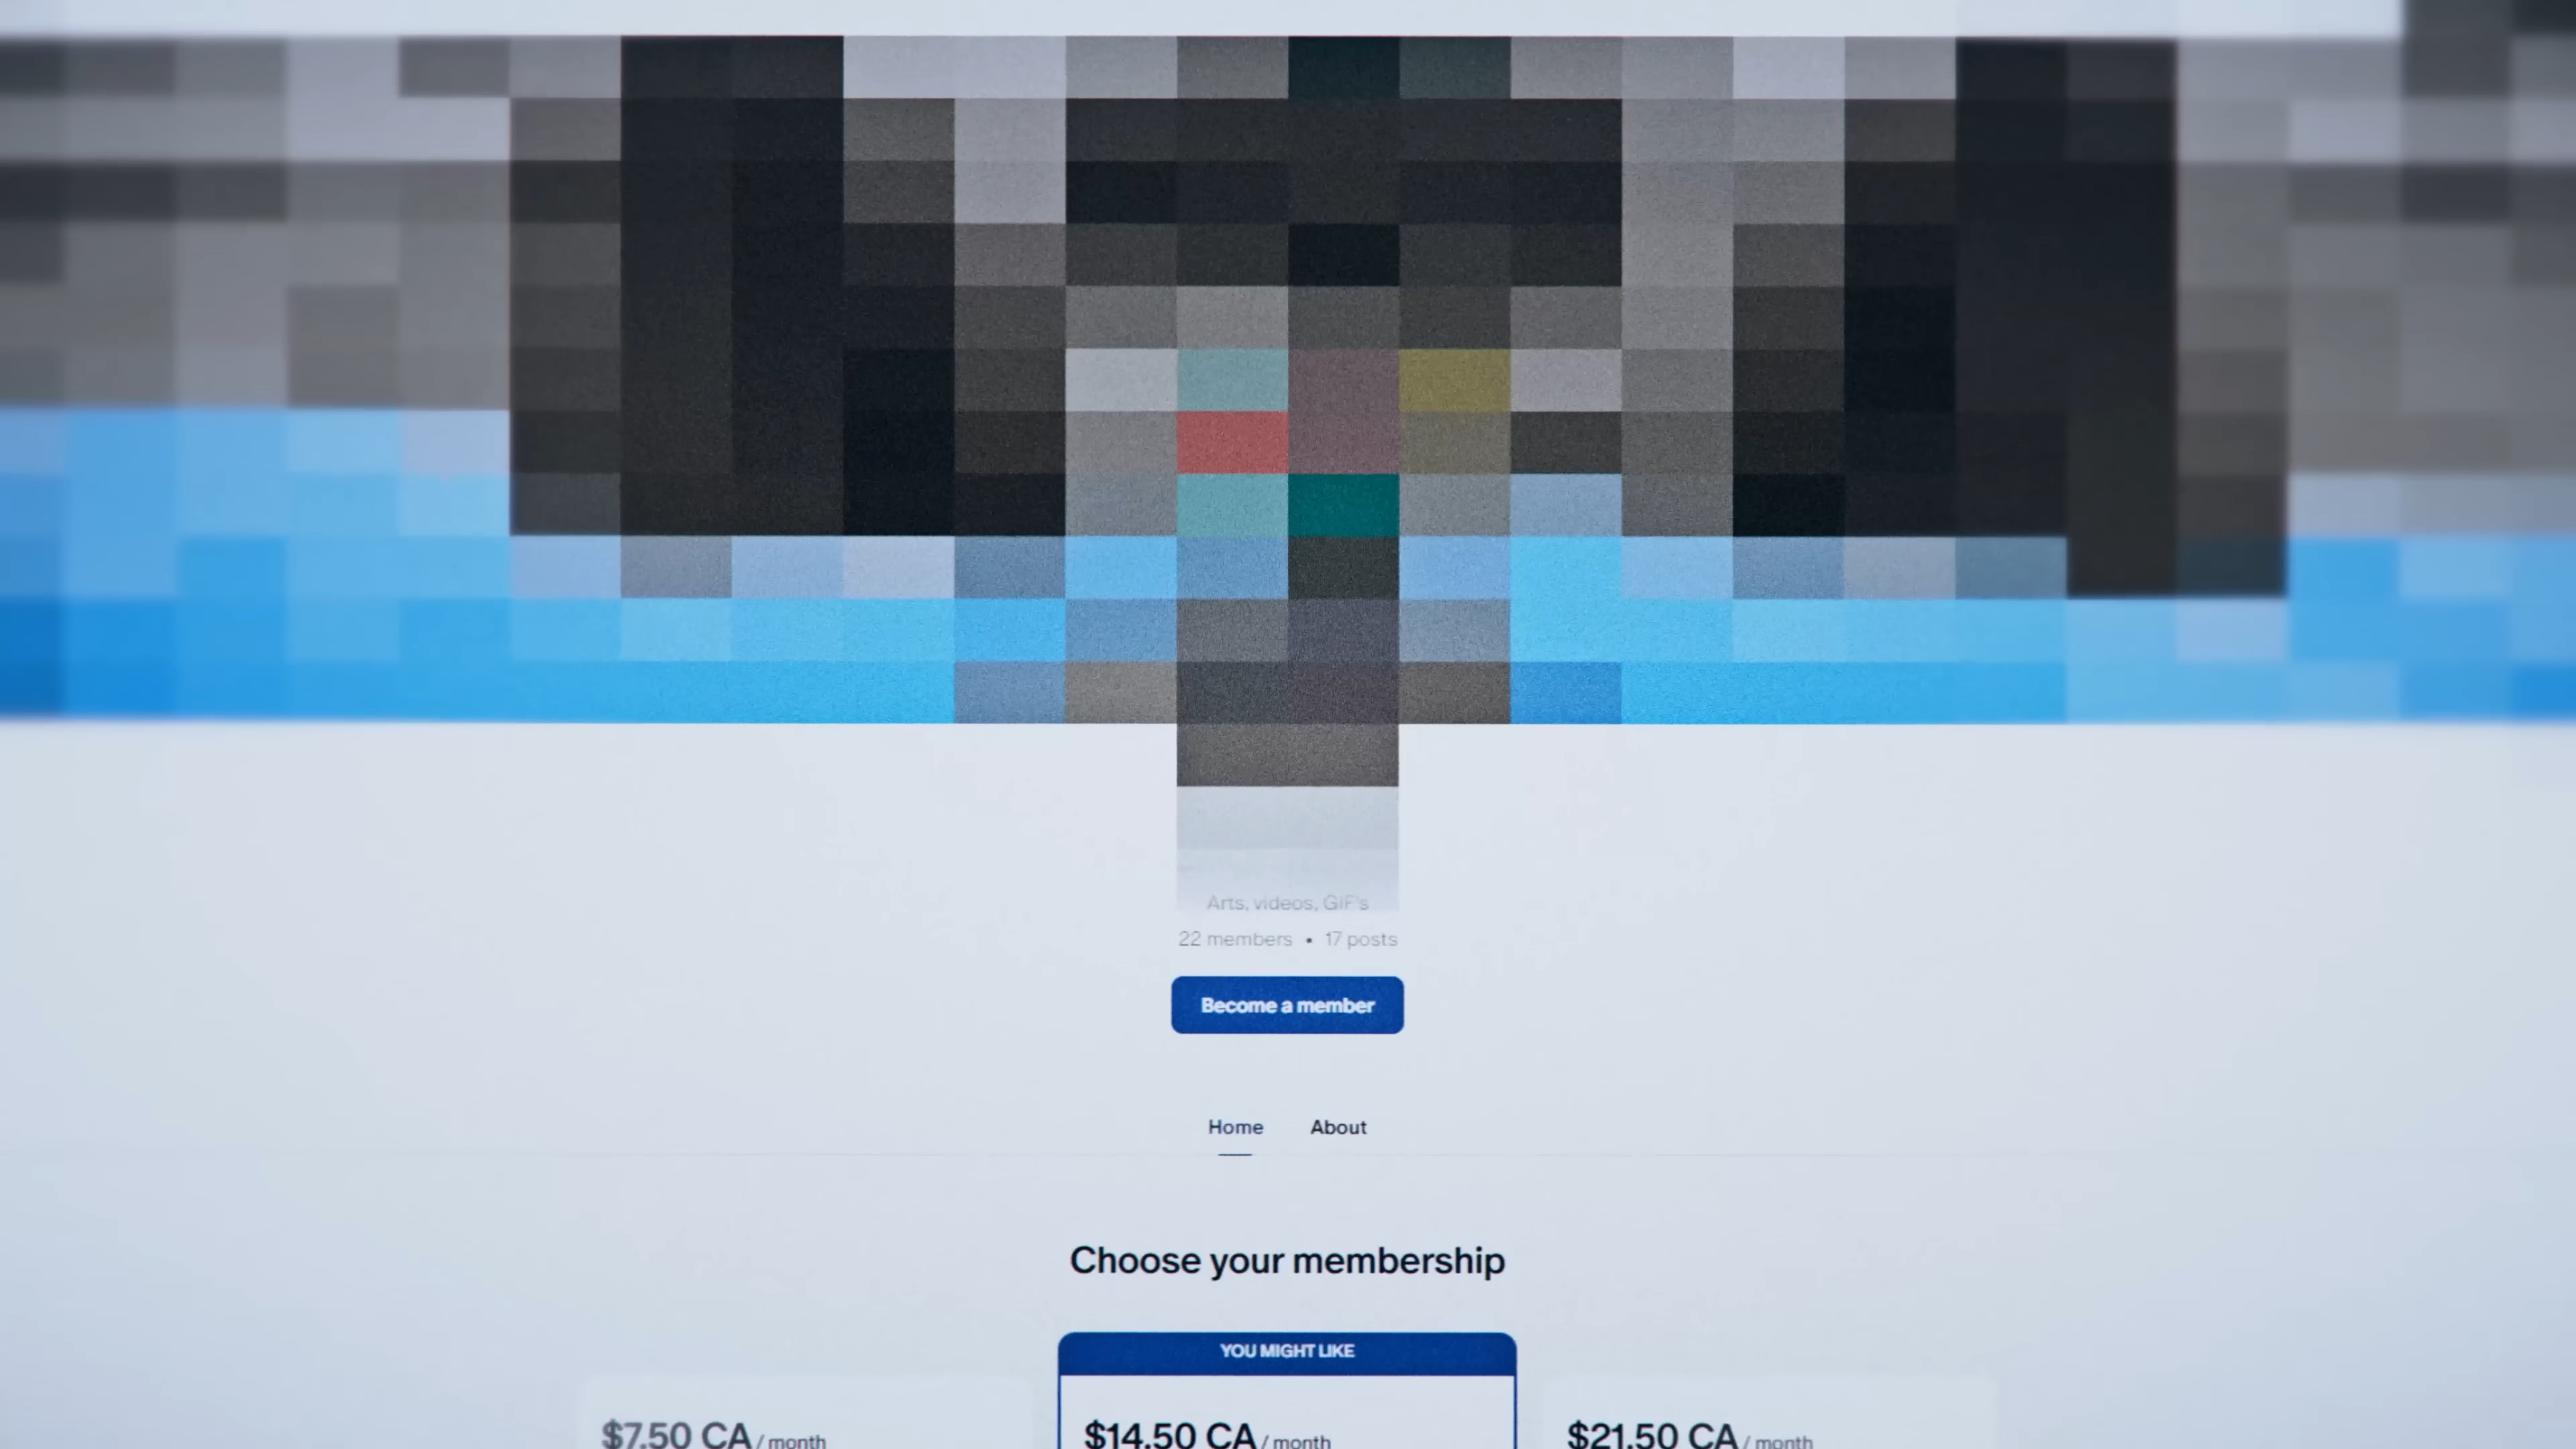 Arts, videos, GIF's
22 members • 17 posts
Become a member
Home About
Choose your membership
YOU MIGHT LIKE
$7.50 CA / month
$14.50 CA / month
$21.50 CA / month